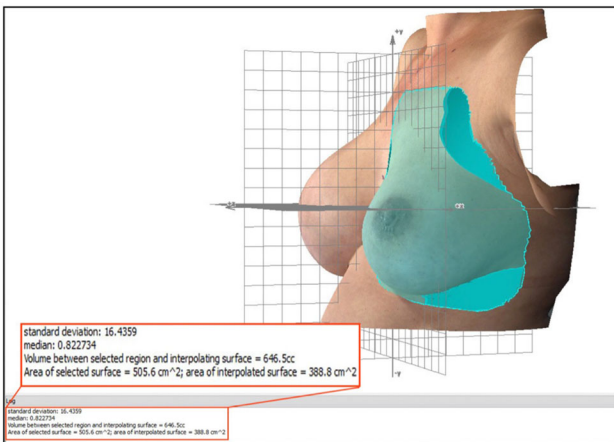 +y
standard deviation: 16.4359
median: 0.822734
Volume between selected region and interpolating surface = 646.5cc
Area of selected surface = 505.6 cm^2; area of interpolated surface = 388.8 cm^2
-y
Log
standard deviation: 16.4359
median: 0.822734
Volume between selected region and interpolating surface = 646.5cc
Area of selected surface = 505.6 cm^2; area of interpolated surface = 388.8 cm^2